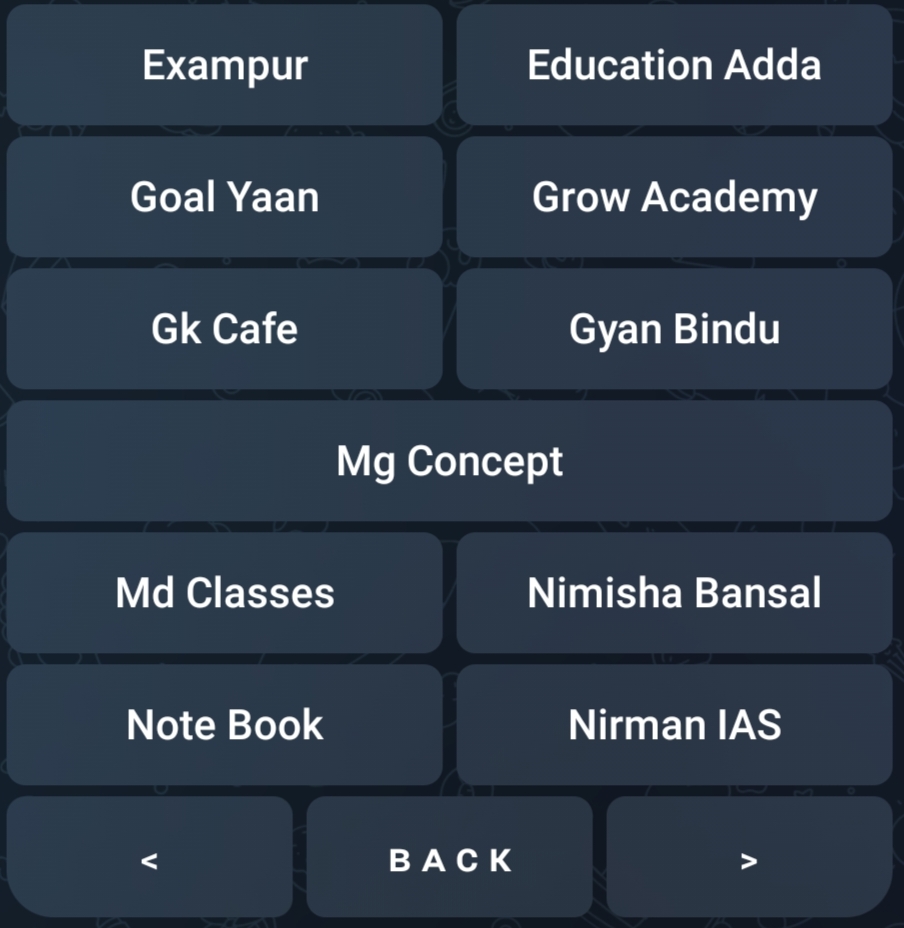 Exampur
Education Adda
Goal Yaan
Grow Academy
Gk Cafe
Gyan Bindu
Mg Concept
Md Classes
Nimisha Bansal
Note Book
Nirman IAS
<
B A C K
>